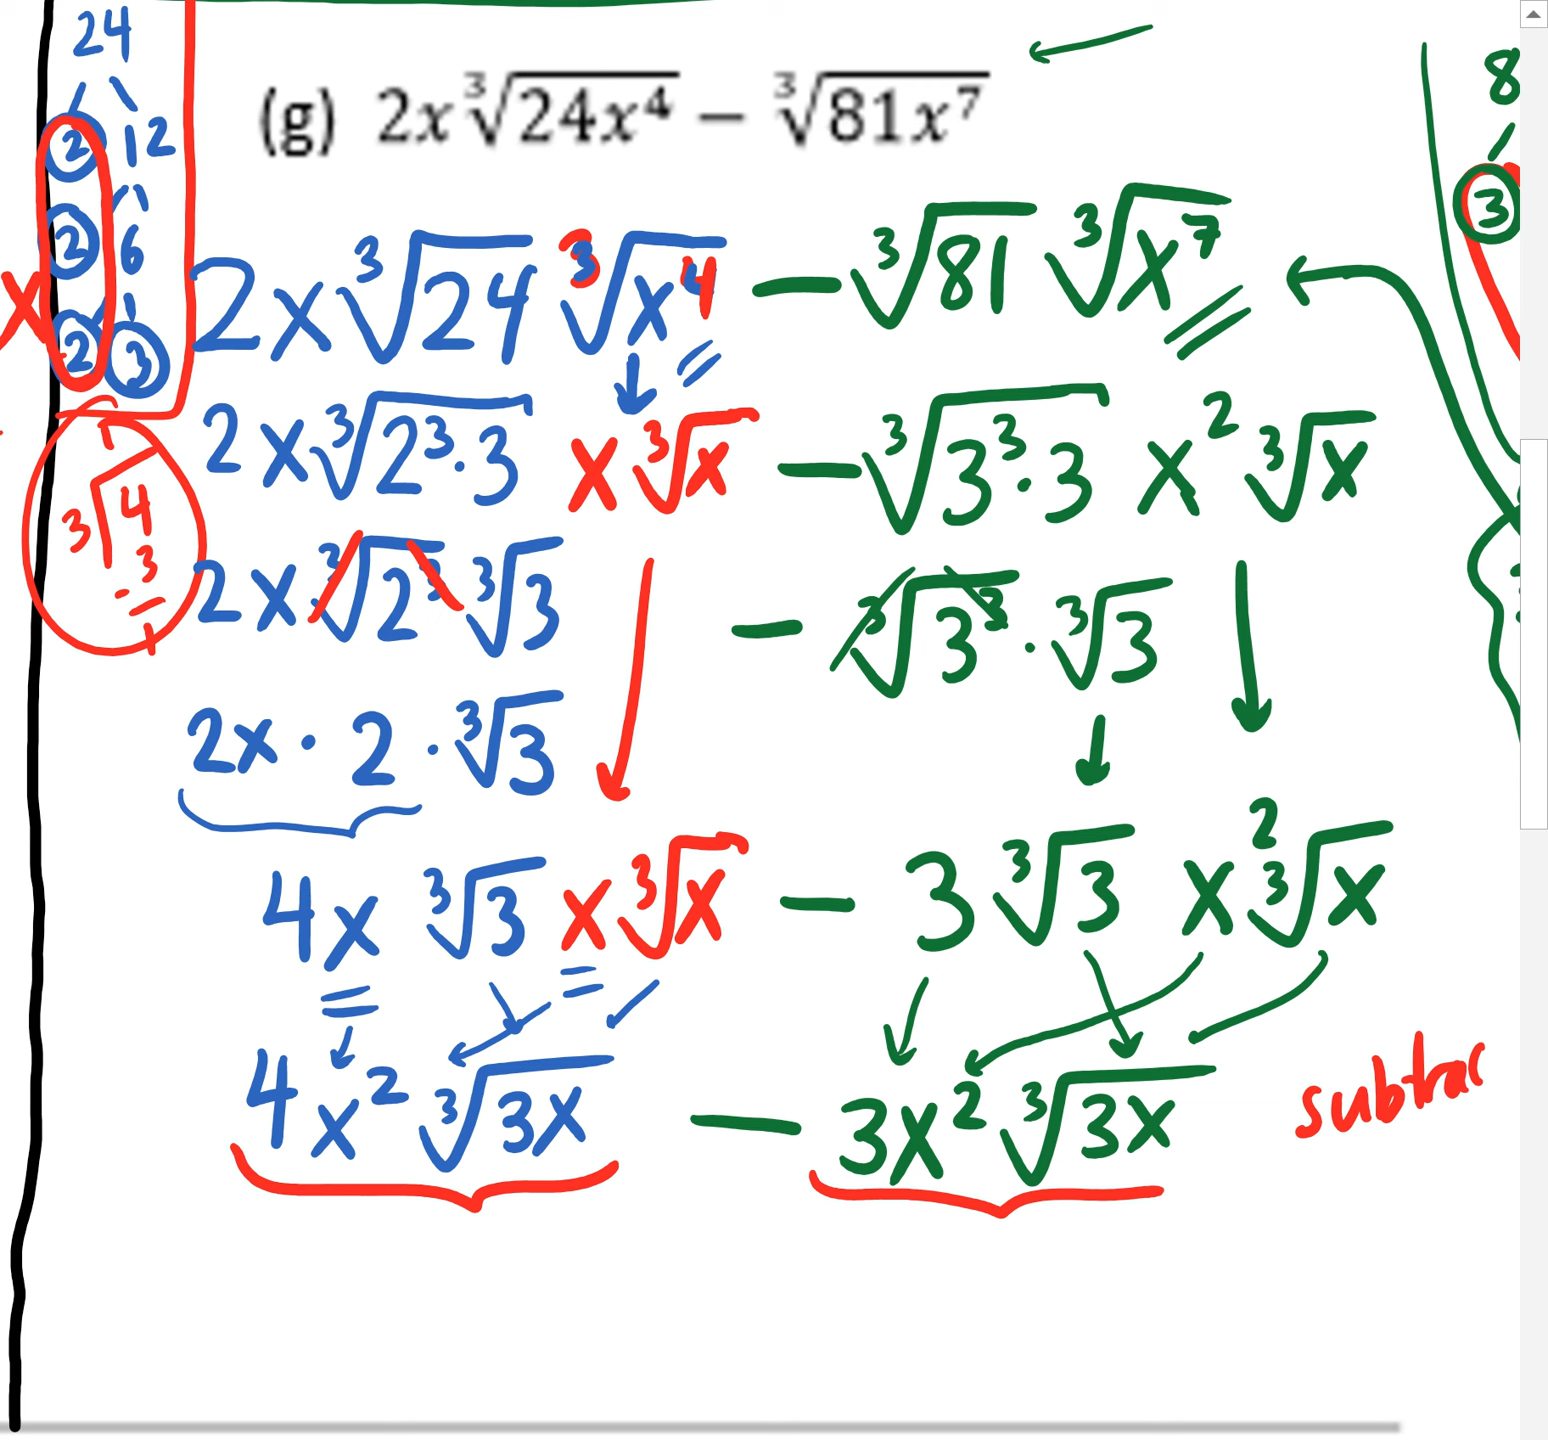 24
2 12
2 6
2 3
x
(g) 2x∛24x⁴ − ∛81x⁷
8
3
2x ∛24 ∛x⁴ − ∛81 ∛x⁷
2x ∛2³·3 x∛x − ∛3³·3 x² ∛x
3√4
-3
1
2x ∛2³ ∛3 − ∛3³ · ∛3
2x · 2 · ∛3
4x ∛3 x∛x − 3 ∛3 x² ∛x
4x² ∛3x − 3x² ∛3x
subtrac